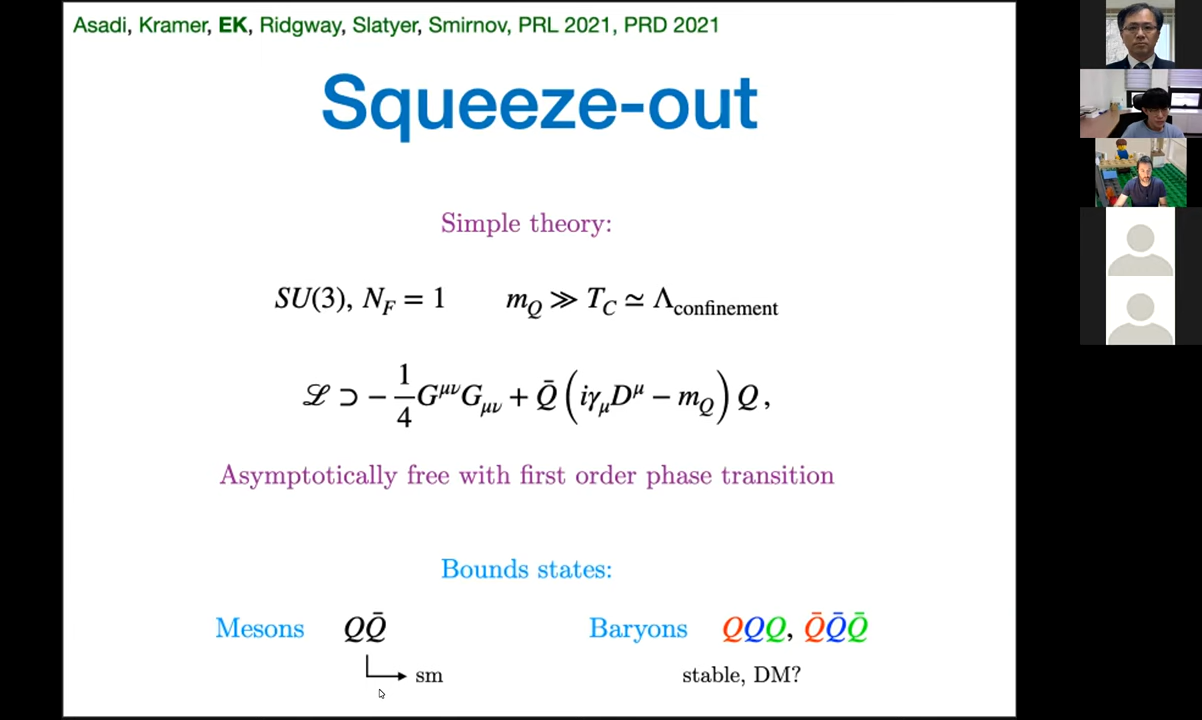 Asadi, Kramer, EK, Ridgway, Slatyer, Smirnov, PRL 2021, PRD 2021
Squeeze-out
Simple theory:
SU(3), N_F = 1 m_Q ≫ T_C ≃ Λ_confinement
ℒ ⊃ − 1/4 G^{μν} G_{μν} + Q̄ ( iγ_μ D^μ − m_Q ) Q ,
Asymptotically free with first order phase transition
Bounds states:
Mesons QQ̄ Baryons QQQ, Q̄Q̄Q̄
sm stable, DM?